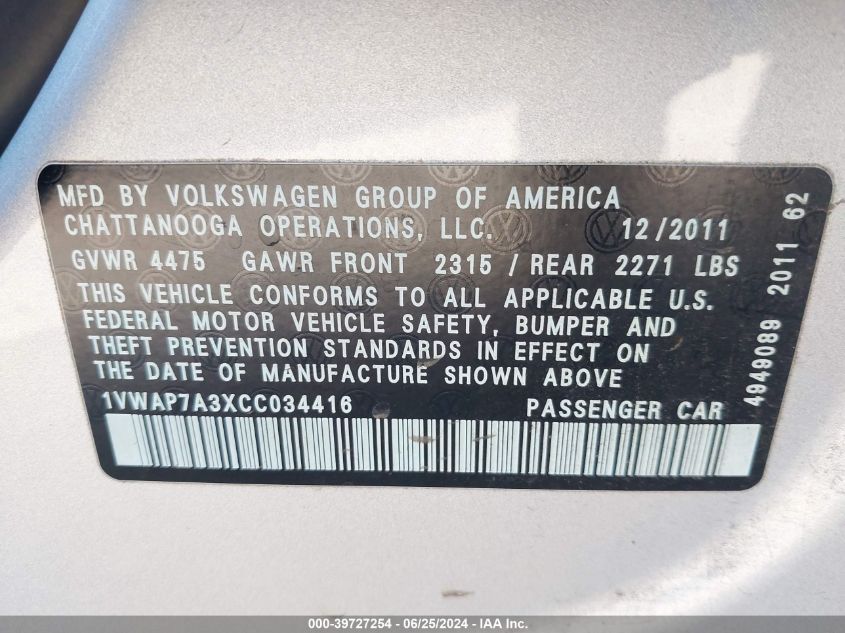 MFD BY VOLKSWAGEN GROUP OF AMERICA
CHATTANOOGA OPERATIONS, LLC. 12/2011
GVWR 4475 GAWR FRONT 2315 / REAR 2271 LBS
THIS VEHICLE CONFORMS TO ALL APPLICABLE U.S.
FEDERAL MOTOR VEHICLE SAFETY, BUMPER AND
THEFT PREVENTION STANDARDS IN EFFECT ON
THE DATE OF MANUFACTURE SHOWN ABOVE
1VWAP7A3XCC034416 PASSENGER CAR
4949089 2011 62
000-39727254 / 06/25/2024 - IAA Inc.